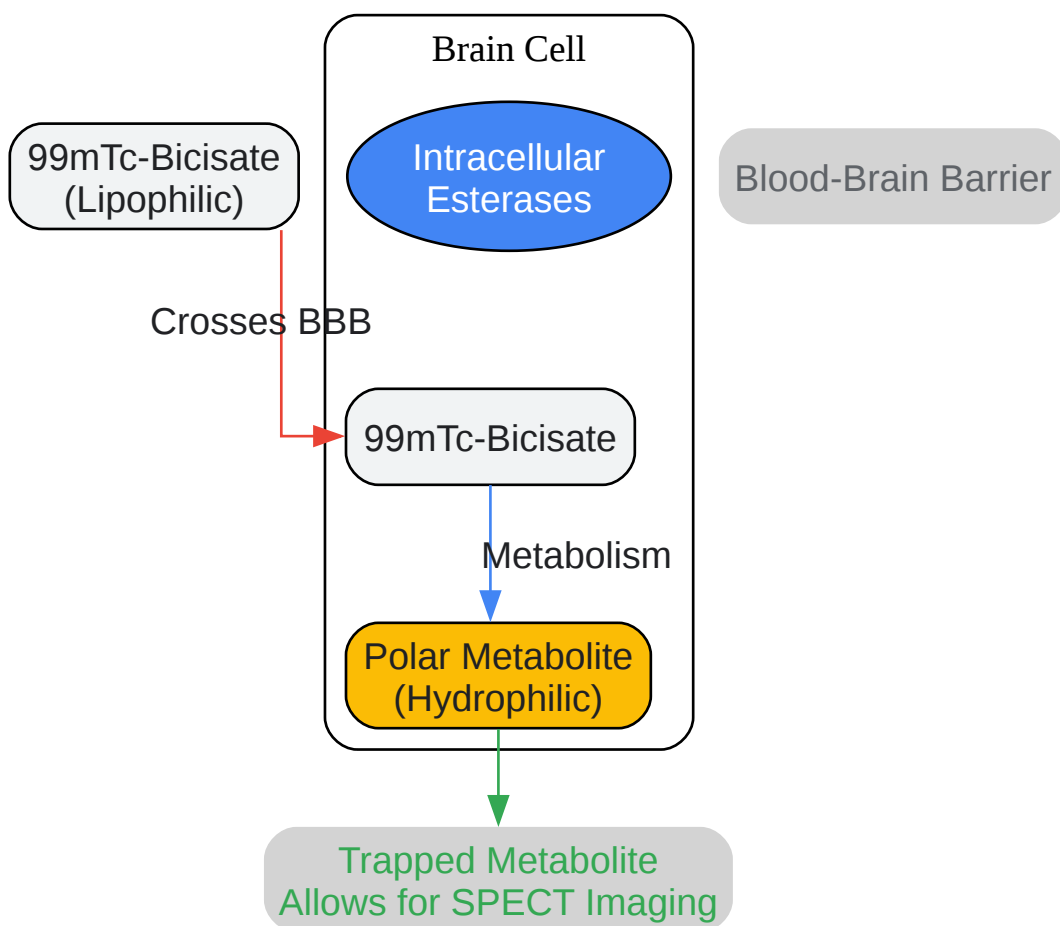 Brain Cell
99mTc-Bicisate
(Lipophilic)
Intracellular
Esterases
Blood-Brain Barrier
Crosses BBB
99mTc-Bicisate
Metabolism
Polar Metabolite
(Hydrophilic)
Trapped Metabolite
Allows for SPECT Imaging